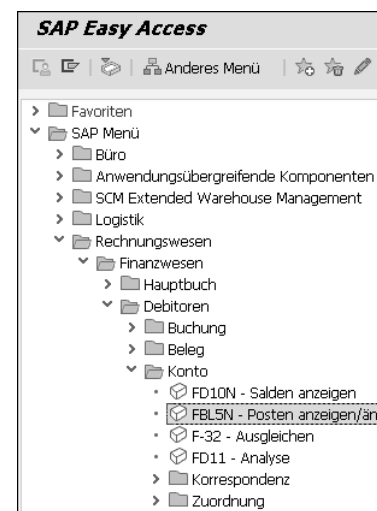 SAP Easy Access
Anderes Menü
Favoriten
SAP Menü
Büro
Anwendungsübergreifende Komponenten
SCM Extended Warehouse Management
Logistik
Rechnungswesen
Finanzwesen
Hauptbuch
Debitoren
Buchung
Beleg
Konto
FD10N - Salden anzeigen
FBL5N - Posten anzeigen/än
F-32 - Ausgleichen
FD11 - Analyse
Korrespondenz
Zuordnung